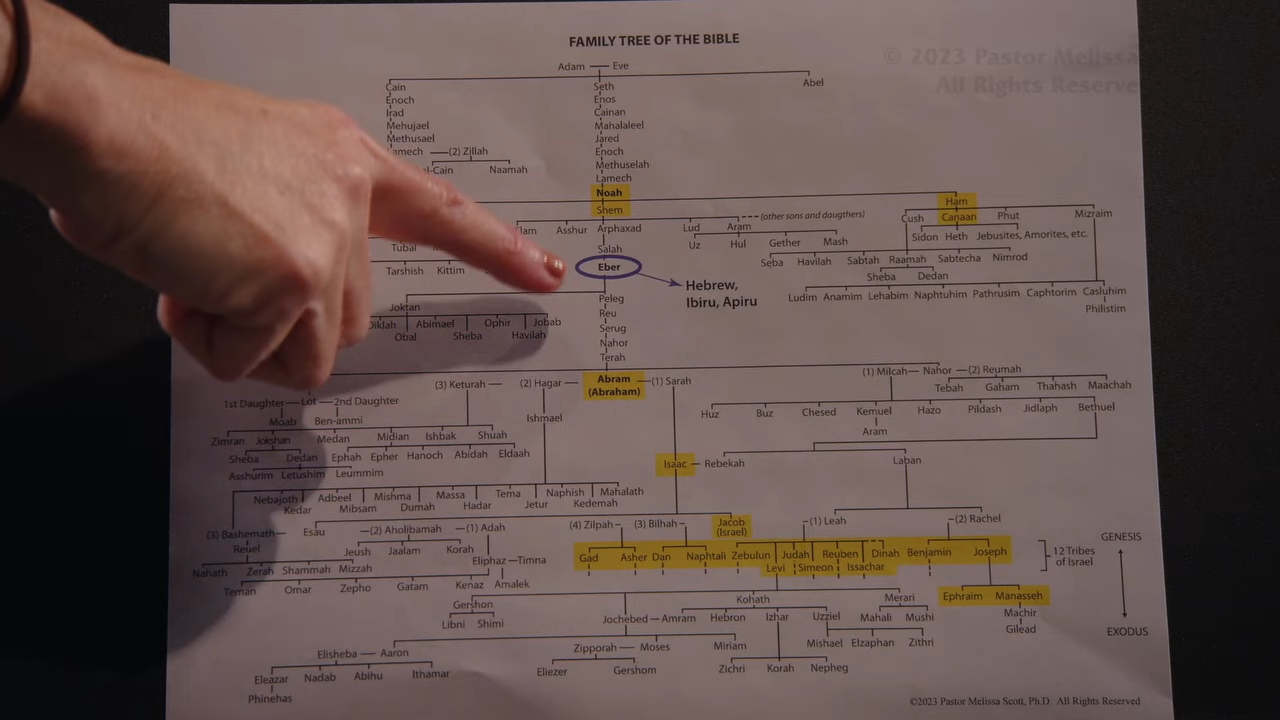 FAMILY TREE OF THE BIBLE
© 2023 Pastor Melissa
All Rights Reserve
Adam Eve
Cain Seth Abel
Enoch Enos
Irad Cainan
Mehujael Mahalaleel
Methusael Jared
amech (2) Zillah Enoch
el-Cain Naamah Methuselah
Lamech
Noah
Shem Ham
lam Asshur Arphaxad Lud Aram (other sons and daugthers) Cush Canaan Phut Mizraim
Uz Hul Gether Mash Sidon Heth Jebusites, Amorites, etc.
Tubal Salah
Seba Havilah Sabtah Raamah Sabtecha Nimrod
Tarshish Kittim Eber Sheba Dedan
Hebrew,
Ibiru, Apiru
Ludim Anamim Lehabim Naphtuhim Pathrusim Caphtorim Casluhim
Joktan Peleg Philistim
Reu
Diklah Abimael Ophir Jobab
Obal Sheba Havilah
Serug
Nahor
Terah
(3) Keturah (2) Hagar Abram (1) Sarah (1) Milcah Nahor (2) Reumah
(Abraham)
Tebah Gaham Thahash Maachah
1st Daughter Lot 2nd Daughter
Moab Ben-ammi Ishmael Huz Buz Chesed Kemuel Hazo Pildash Jidlaph Bethuel
Aram
Zimran Jokshan Medan Midian Ishbak Shuah
Sheba Dedan Ephah Epher Hanoch Abidah Eldaah
Isaac Rebekah Laban
Asshurim Letushim Leummim
Nebajoth Adbeel Mishma Massa Tema Naphish Mahalath
Kedar Mibsam Dumah Hadar Jetur Kedemah
(3) Bashemath Esau (2) Aholibamah (1) Adah (4) Zilpah (3) Bilhah Jacob (1) Leah (2) Rachel
(Israel)
Reuel Jeush Jaalam Korah
Eliphaz Timna
Gad Asher Dan Naphtali Zebulun Judah Reuben Dinah Benjamin Joseph
Levi Simeon Issachar
12 Tribes
of Israel
GENESIS
EXODUS
Nahath Zerah Shammah Mizzah
Teman Omar Zepho Gatam Kenaz Amalek
Ephraim Manasseh
Machir
Gilead
Gershon Kohath Merari
Libni Shimi Jochebed Amram Hebron Izhar Uzziel Mahali Mushi
Mishael Elzaphan Zithri
Elisheba Aaron Zipporah Moses Miriam
Eleazar Nadab Abihu Ithamar Eliezer Gershom Zichri Korah Nepheg
Phinehas
©2023 Pastor Melissa Scott, Ph.D. All Rights Reserved